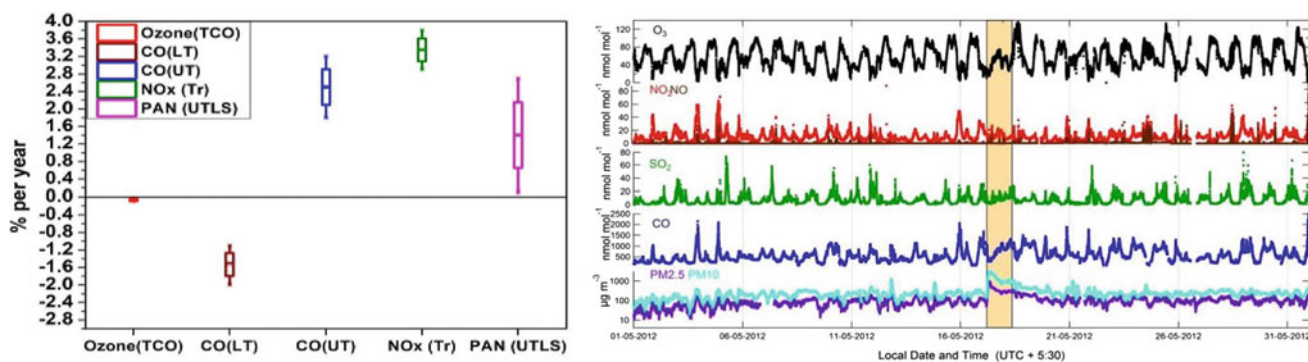 % per year
4.0
3.6
3.2
2.8
2.4
2.0
1.6
1.2
0.8
0.4
0.0
-0.4
-0.8
-1.2
-1.6
-2.0
-2.4
-2.8
Ozone(TCO)
CO(LT)
CO(UT)
NOx (Tr)
PAN (UTLS)
Ozone(TCO) CO(LT) CO(UT) NOx (Tr) PAN (UTLS)
nmol mol⁻¹
O₃
120
80
40
0
nmol mol⁻¹
NO₂NO
80
60
40
20
0
nmol mol⁻¹
SO₂
80
60
40
20
0
nmol mol⁻¹
CO
2500
1500
1000
500
µg m⁻³
PM2.5 PM10
1000
100
10
01-05-2012 06-05-2012 11-05-2012 16-05-2012 21-05-2012 26-05-2012 31-05-2012
Local Date and Time (UTC + 5:30)